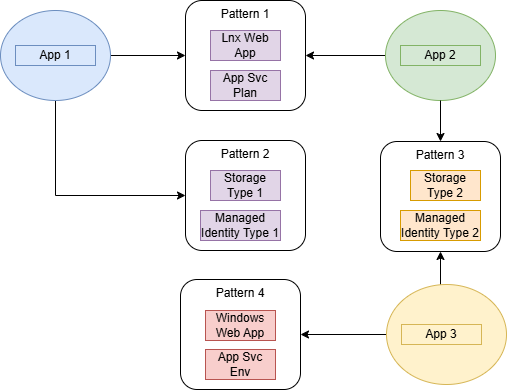 Pattern 1
App 1
Lnx Web
App
App Svc
Plan
App 2
Pattern 2
Storage
Type 1
Managed
Identity Type 1
Pattern 3
Storage
Type 2
Managed
Identity Type 2
Pattern 4
Windows
Web App
App Svc
Env
App 3